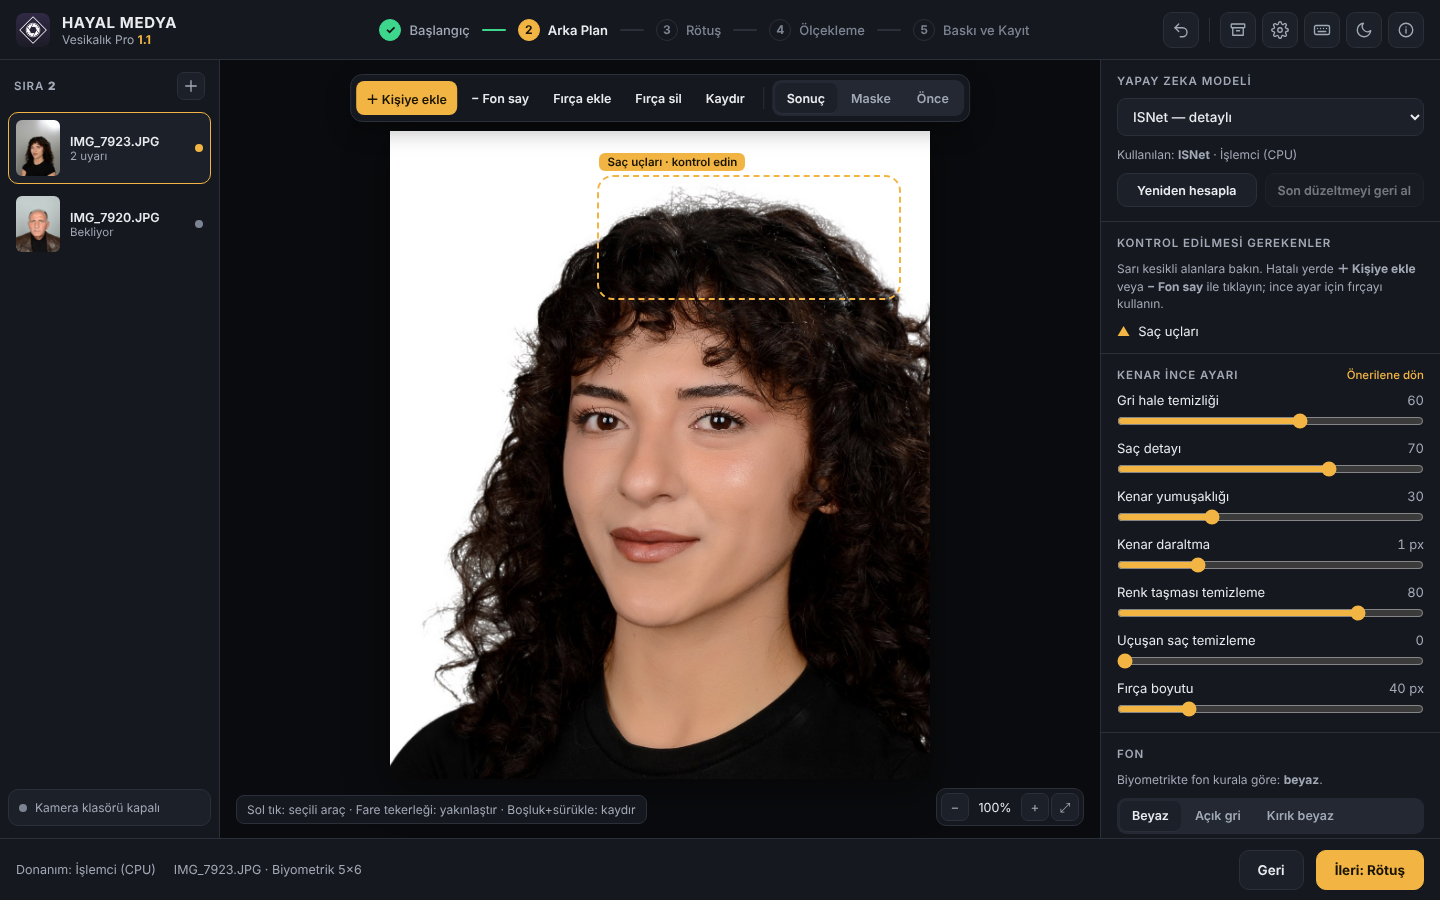 HAYAL MEDYA
Vesikalık Pro 1.1
Başlangıç
2 Arka Plan
3 Rötuş
4 Ölçekleme
5 Baskı ve Kayıt
SIRA 2
IMG_7923.JPG
2 uyarı
IMG_7920.JPG
Bekliyor
Kamera klasörü kapalı
+ Kişiye ekle
− Fon say
Fırça ekle
Fırça sil
Kaydır
Sonuç
Maske
Önce
Saç uçları · kontrol edin
Sol tık: seçili araç · Fare tekerleği: yakınlaştır · Boşluk+sürükle: kaydır
− 100% +
YAPAY ZEKA MODELİ
ISNet — detaylı
Kullanılan: ISNet · İşlemci (CPU)
Yeniden hesapla
Son düzeltmeyi geri al
KONTROL EDİLMESİ GEREKENLER
Sarı kesikli alanlara bakın. Hatalı yerde + Kişiye ekle
veya − Fon say ile tıklayın; ince ayar için fırçayı
kullanın.
Saç uçları
KENAR İNCE AYARI
Önerilene dön
Gri hale temizliği 60
Saç detayı 70
Kenar yumuşaklığı 30
Kenar daraltma 1 px
Renk taşması temizleme 80
Uçuşan saç temizleme 0
Fırça boyutu 40 px
FON
Biyometrikte fon kurala göre: beyaz.
Beyaz
Açık gri
Kırık beyaz
Donanım: İşlemci (CPU)
IMG_7923.JPG · Biyometrik 5×6
Geri
İleri: Rötuş